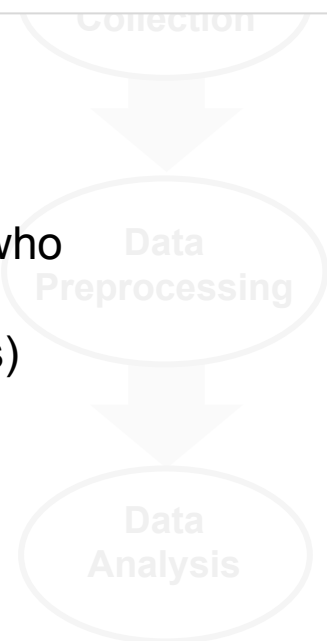 Collection
who
Data
Preprocessing
s)
Data
Analysis